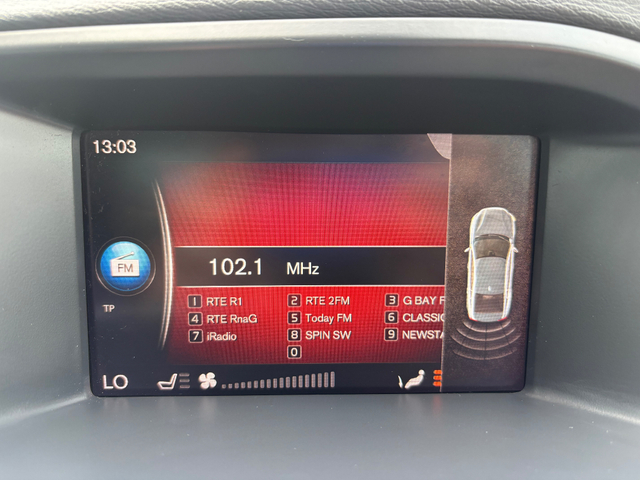 13:03
FM
TP
102.1 MHz
1 RTE R1 2 RTE 2FM 3 G BAY
4 RTE RnaG 5 Today FM 6 CLASSIC
7 iRadio 8 SPIN SW 9 NEWSTA
0
LO